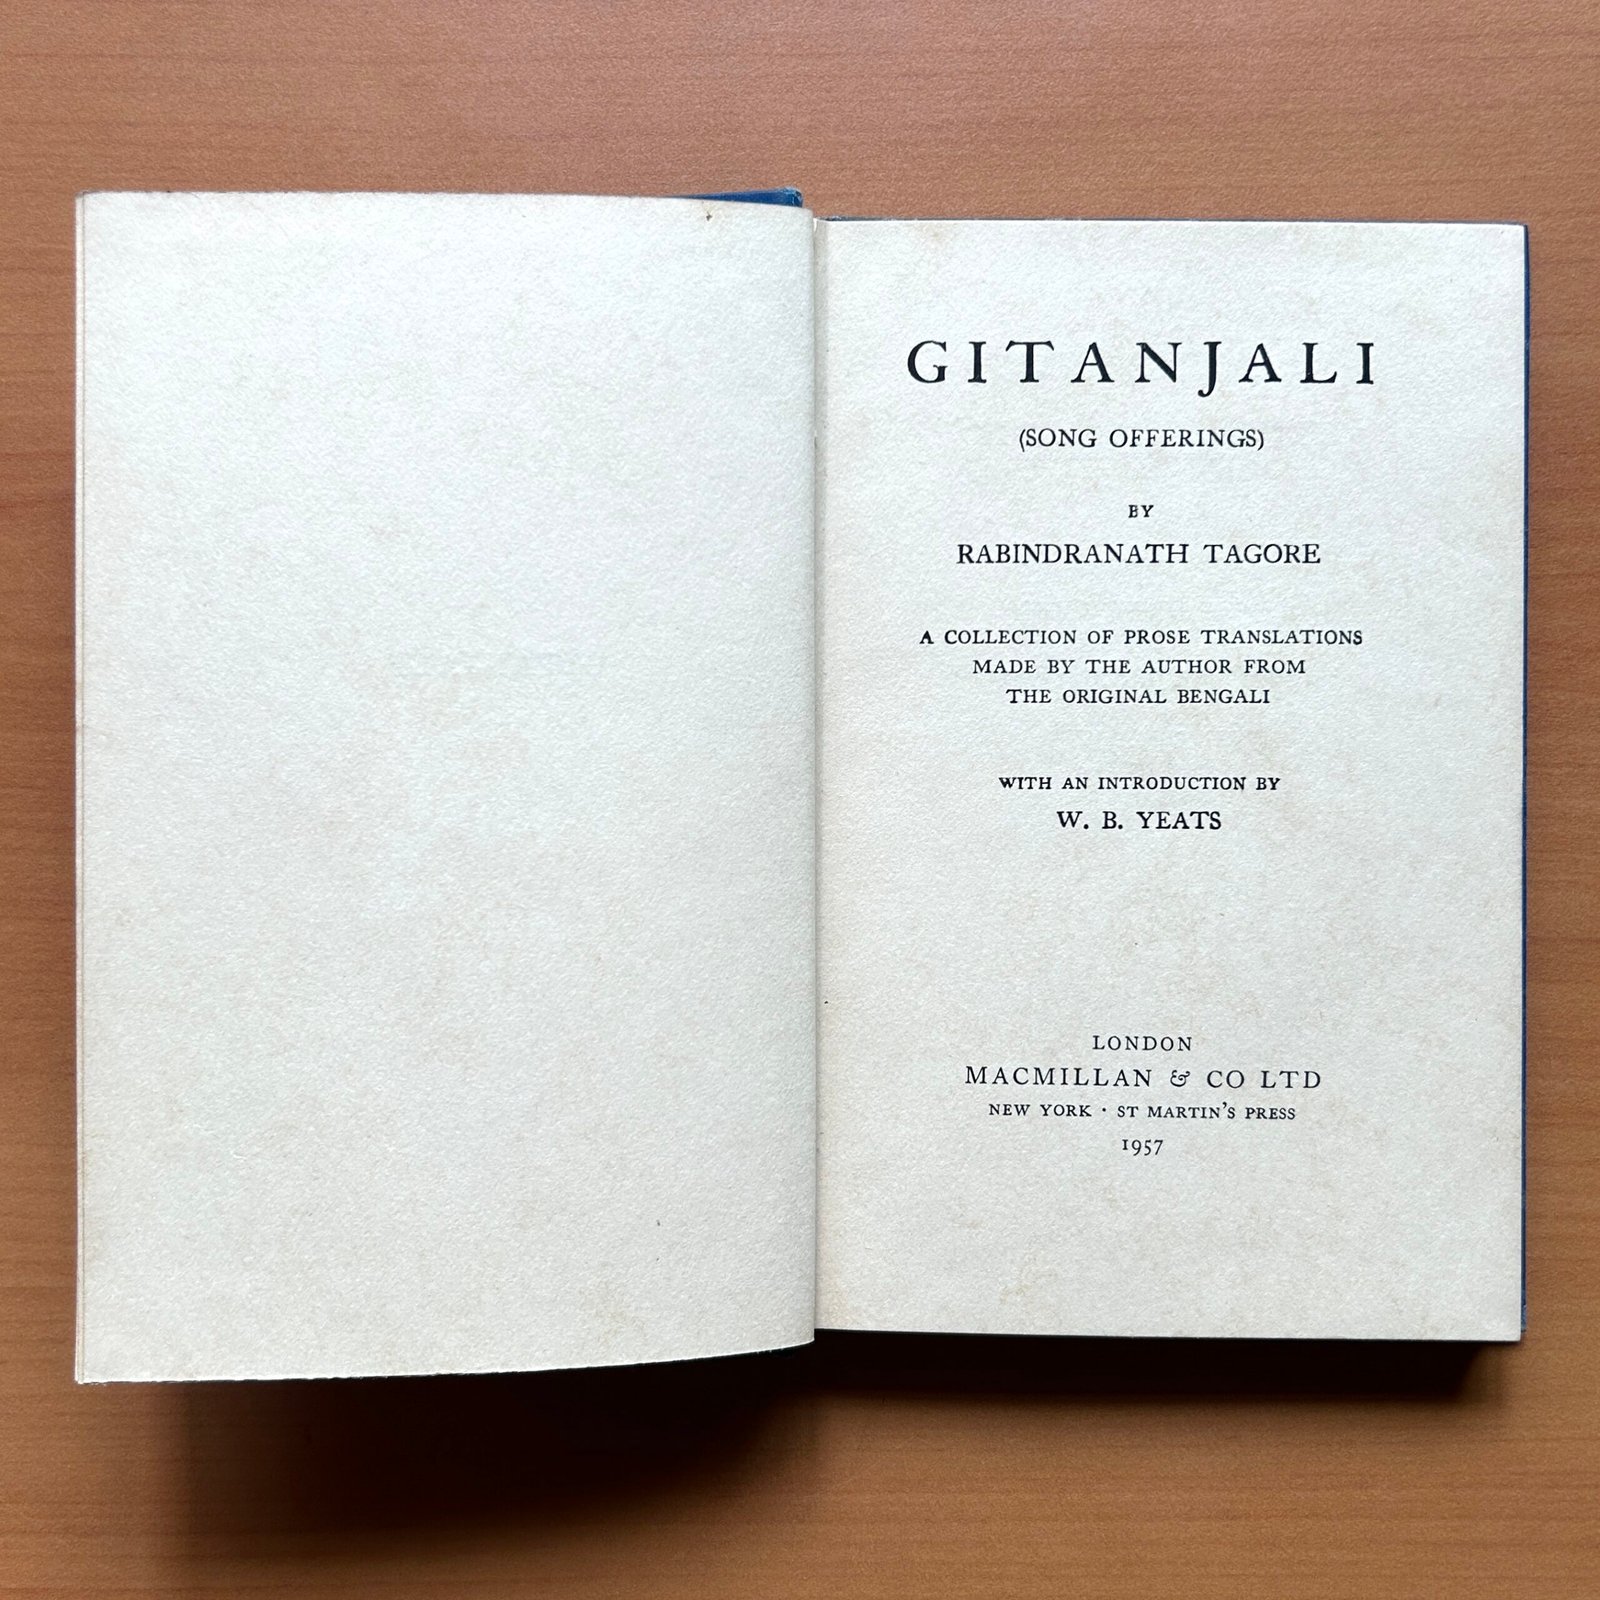 GITANJALI
(SONG OFFERINGS)
BY
RABINDRANATH TAGORE
A COLLECTION OF PROSE TRANSLATIONS
MADE BY THE AUTHOR FROM
THE ORIGINAL BENGALI
WITH AN INTRODUCTION BY
W. B. YEATS
LONDON
MACMILLAN & CO LTD
NEW YORK · ST MARTIN'S PRESS
1957